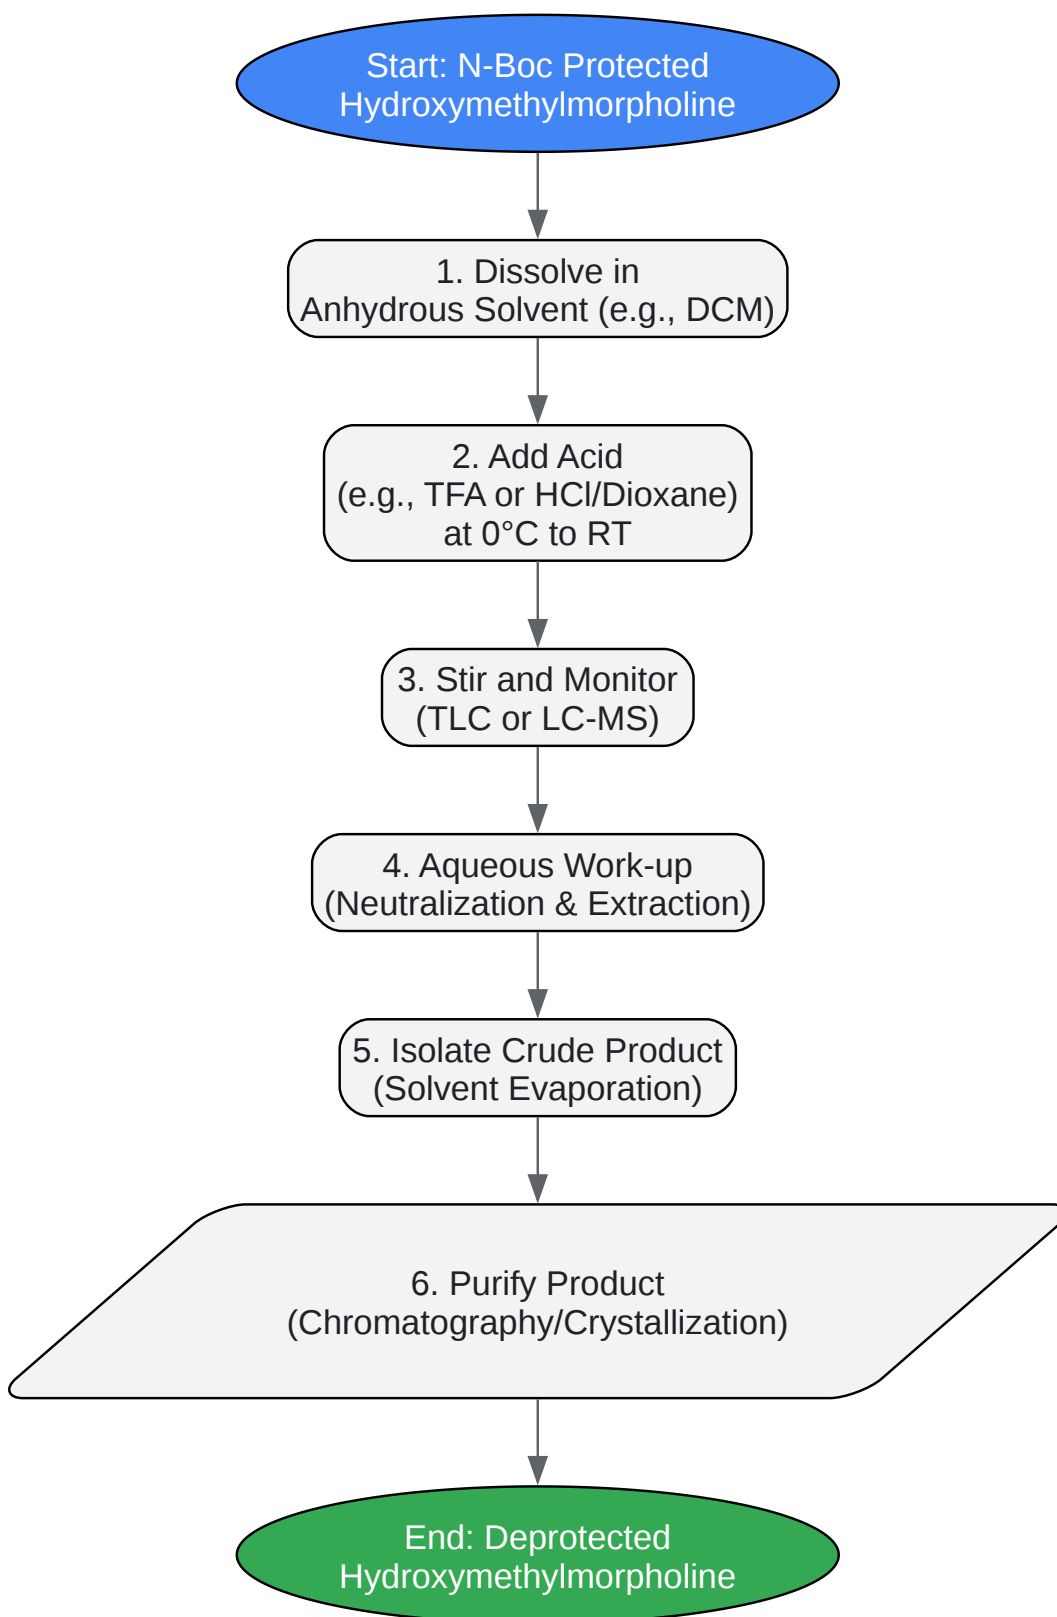 Start: N-Boc Protected
Hydroxymethylmorpholine
1. Dissolve in
Anhydrous Solvent (e.g., DCM)
2. Add Acid
(e.g., TFA or HCl/Dioxane)
at 0°C to RT
3. Stir and Monitor
(TLC or LC-MS)
4. Aqueous Work-up
(Neutralization & Extraction)
5. Isolate Crude Product
(Solvent Evaporation)
6. Purify Product
(Chromatography/Crystallization)
End: Deprotected
Hydroxymethylmorpholine